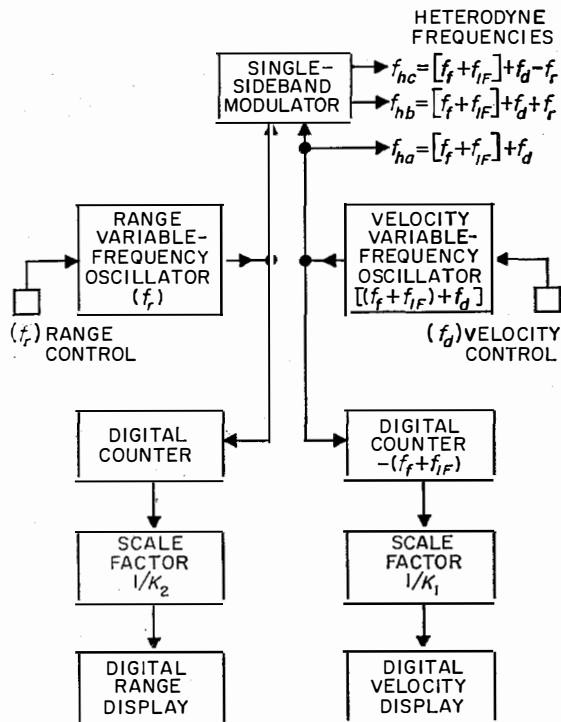 HETERODYNE
FREQUENCIES
SINGLE-
SIDEBAND
MODULATOR
f_hc=[f_f+f_IF]+f_d-f_r
f_hb=[f_f+f_IF]+f_d+f_r
f_ha=[f_f+f_IF]+f_d
RANGE
VARIABLE-
FREQUENCY
OSCILLATOR
(f_r)
VELOCITY
VARIABLE-
FREQUENCY
OSCILLATOR
[(f_f+f_IF)+f_d]
(f_r) RANGE
CONTROL
(f_d) VELOCITY
CONTROL
DIGITAL
COUNTER
DIGITAL
COUNTER
-(f_f+f_IF)
SCALE
FACTOR
1/K_2
SCALE
FACTOR
1/K_1
DIGITAL
RANGE
DISPLAY
DIGITAL
VELOCITY
DISPLAY